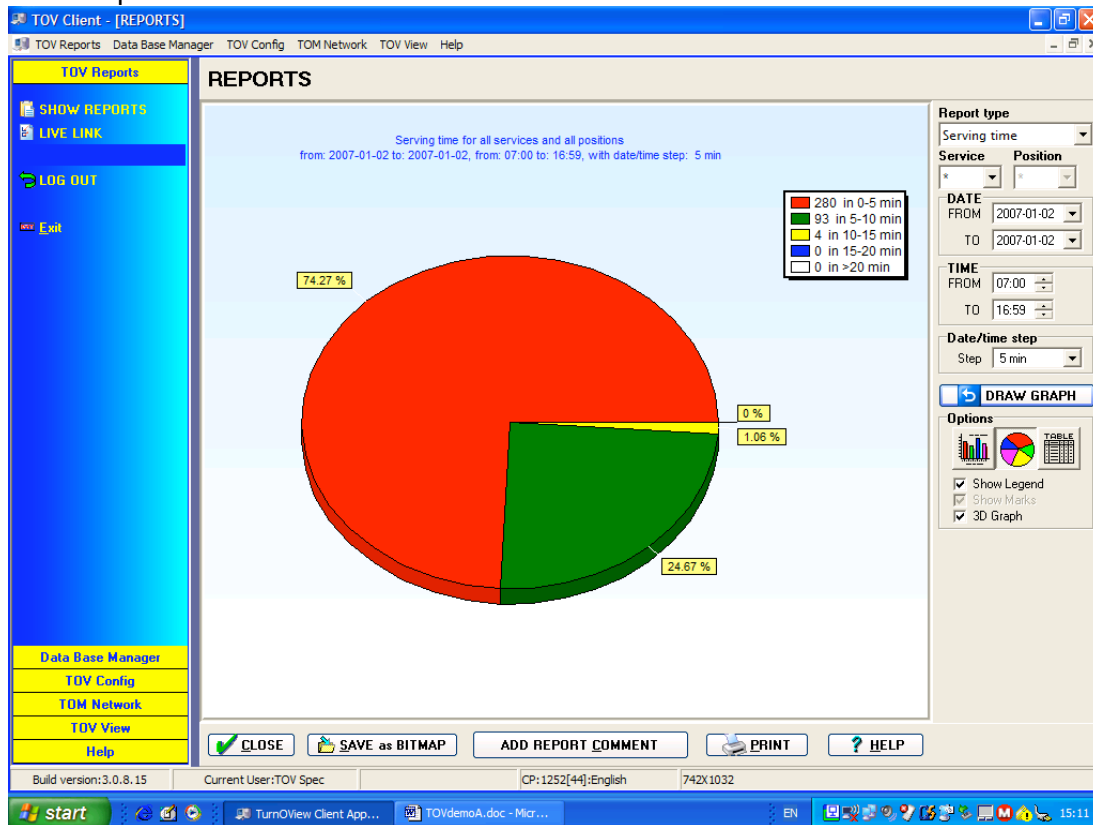 TOV Client - [REPORTS]
TOV Reports Data Base Manager TOV Config TOM Network TOV View Help
TOV Reports
SHOW REPORTS
LIVE LINK
LOG OUT
Exit
Data Base Manager
TOV Config
TOM Network
TOV View
Help
REPORTS
Serving time for all services and all positions
from: 2007-01-02 to: 2007-01-02, from: 07:00 to: 16:59, with date/time step: 5 min
280 in 0-5 min
93 in 5-10 min
4 in 10-15 min
0 in 15-20 min
0 in >20 min
74.27 %
0 %
1.06 %
24.67 %
Report type
Serving time
Service Position
* *
DATE
FROM 2007-01-02
TO 2007-01-02
TIME
FROM 07:00
TO 16:59
Date/time step
Step 5 min
DRAW GRAPH
Options
TABLE
Show Legend
Show Marks
3D Graph
CLOSE SAVE as BITMAP ADD REPORT COMMENT PRINT HELP
Build version:3.0.8.15 Current User:TOV Spec CP:1252[44]:English 742X1032
start TurnOView Client App... TOVdemoA.doc - Micr... EN 15:11